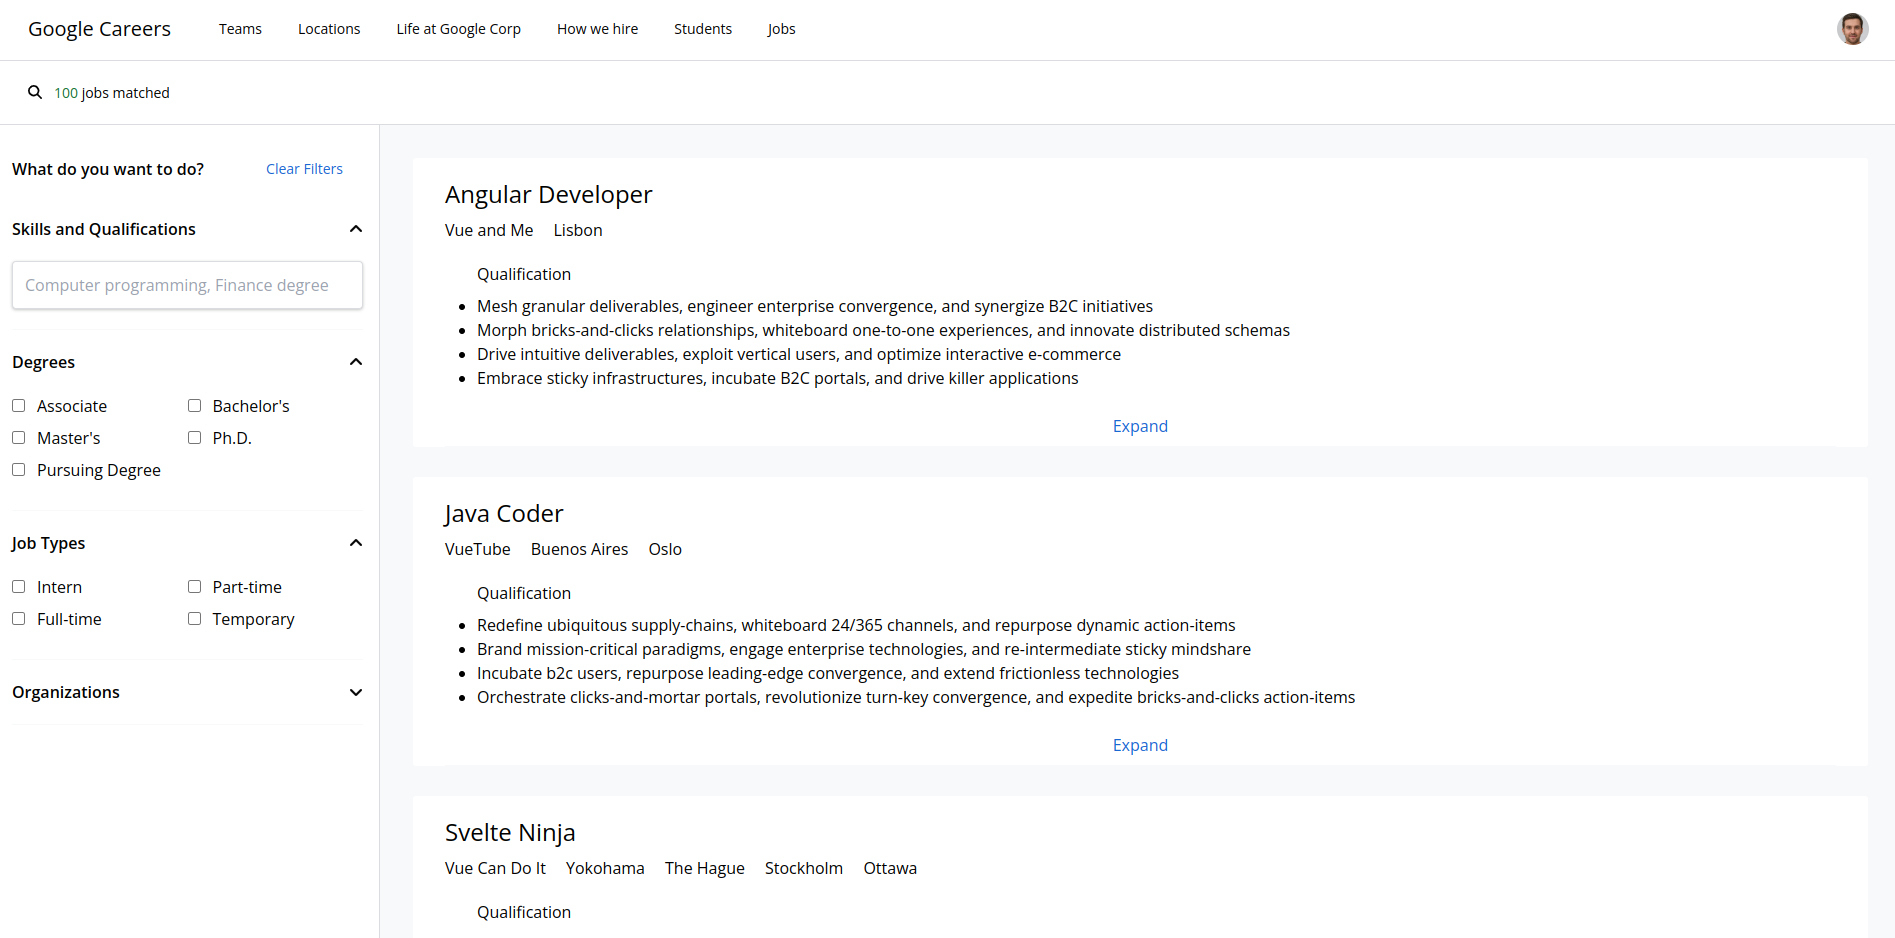 Google Careers Teams Locations Life at Google Corp How we hire Students Jobs
100 jobs matched
What do you want to do? Clear Filters
Skills and Qualifications
Computer programming, Finance degree
Degrees
Associate Bachelor's
Master's Ph.D.
Pursuing Degree
Job Types
Intern Part-time
Full-time Temporary
Organizations
Angular Developer
Vue and Me Lisbon
Qualification
Mesh granular deliverables, engineer enterprise convergence, and synergize B2C initiatives
Morph bricks-and-clicks relationships, whiteboard one-to-one experiences, and innovate distributed schemas
Drive intuitive deliverables, exploit vertical users, and optimize interactive e-commerce
Embrace sticky infrastructures, incubate B2C portals, and drive killer applications
Expand
Java Coder
VueTube Buenos Aires Oslo
Qualification
Redefine ubiquitous supply-chains, whiteboard 24/365 channels, and repurpose dynamic action-items
Brand mission-critical paradigms, engage enterprise technologies, and re-intermediate sticky mindshare
Incubate b2c users, repurpose leading-edge convergence, and extend frictionless technologies
Orchestrate clicks-and-mortar portals, revolutionize turn-key convergence, and expedite bricks-and-clicks action-items
Expand
Svelte Ninja
Vue Can Do It Yokohama The Hague Stockholm Ottawa
Qualification